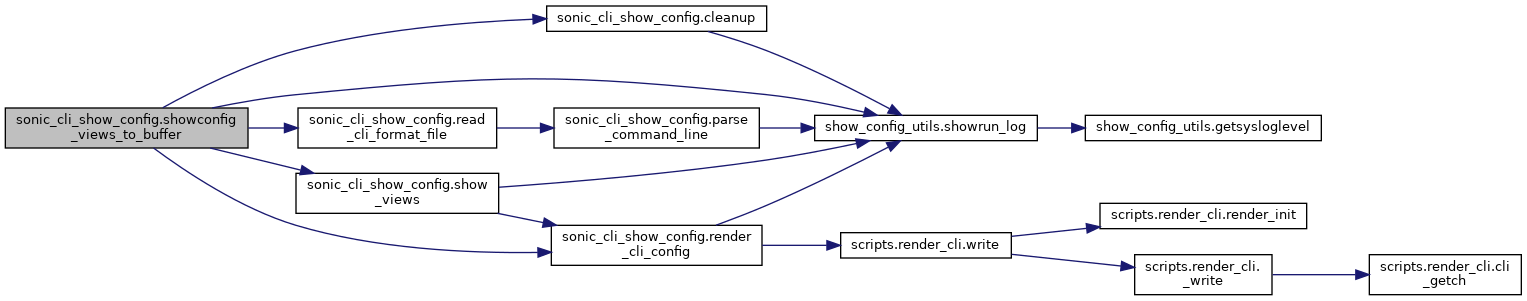 sonic_cli_show_config.cleanup
sonic_cli_show_config.showconfig
_views_to_buffer
sonic_cli_show_config.read
_cli_format_file
sonic_cli_show_config.parse
_command_line
show_config_utils.showrun_log
show_config_utils.getsysloglevel
sonic_cli_show_config.show
_views
sonic_cli_show_config.render
_cli_config
scripts.render_cli.write
scripts.render_cli.render_init
scripts.render_cli.
_write
scripts.render_cli.cli
_getch